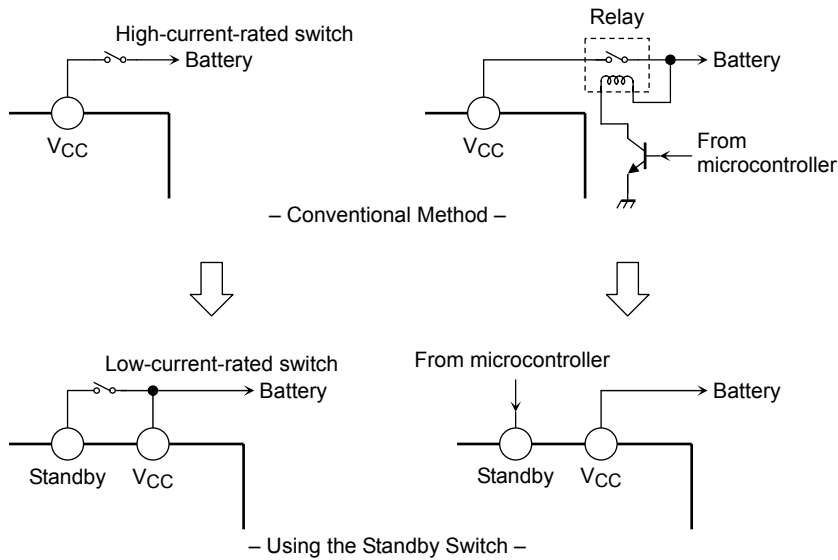 High-current-rated switch
Battery
VCC
Relay
Battery
VCC
From
microcontroller
– Conventional Method –
Low-current-rated switch
Battery
Standby
VCC
From microcontroller
Battery
Standby
VCC
– Using the Standby Switch –